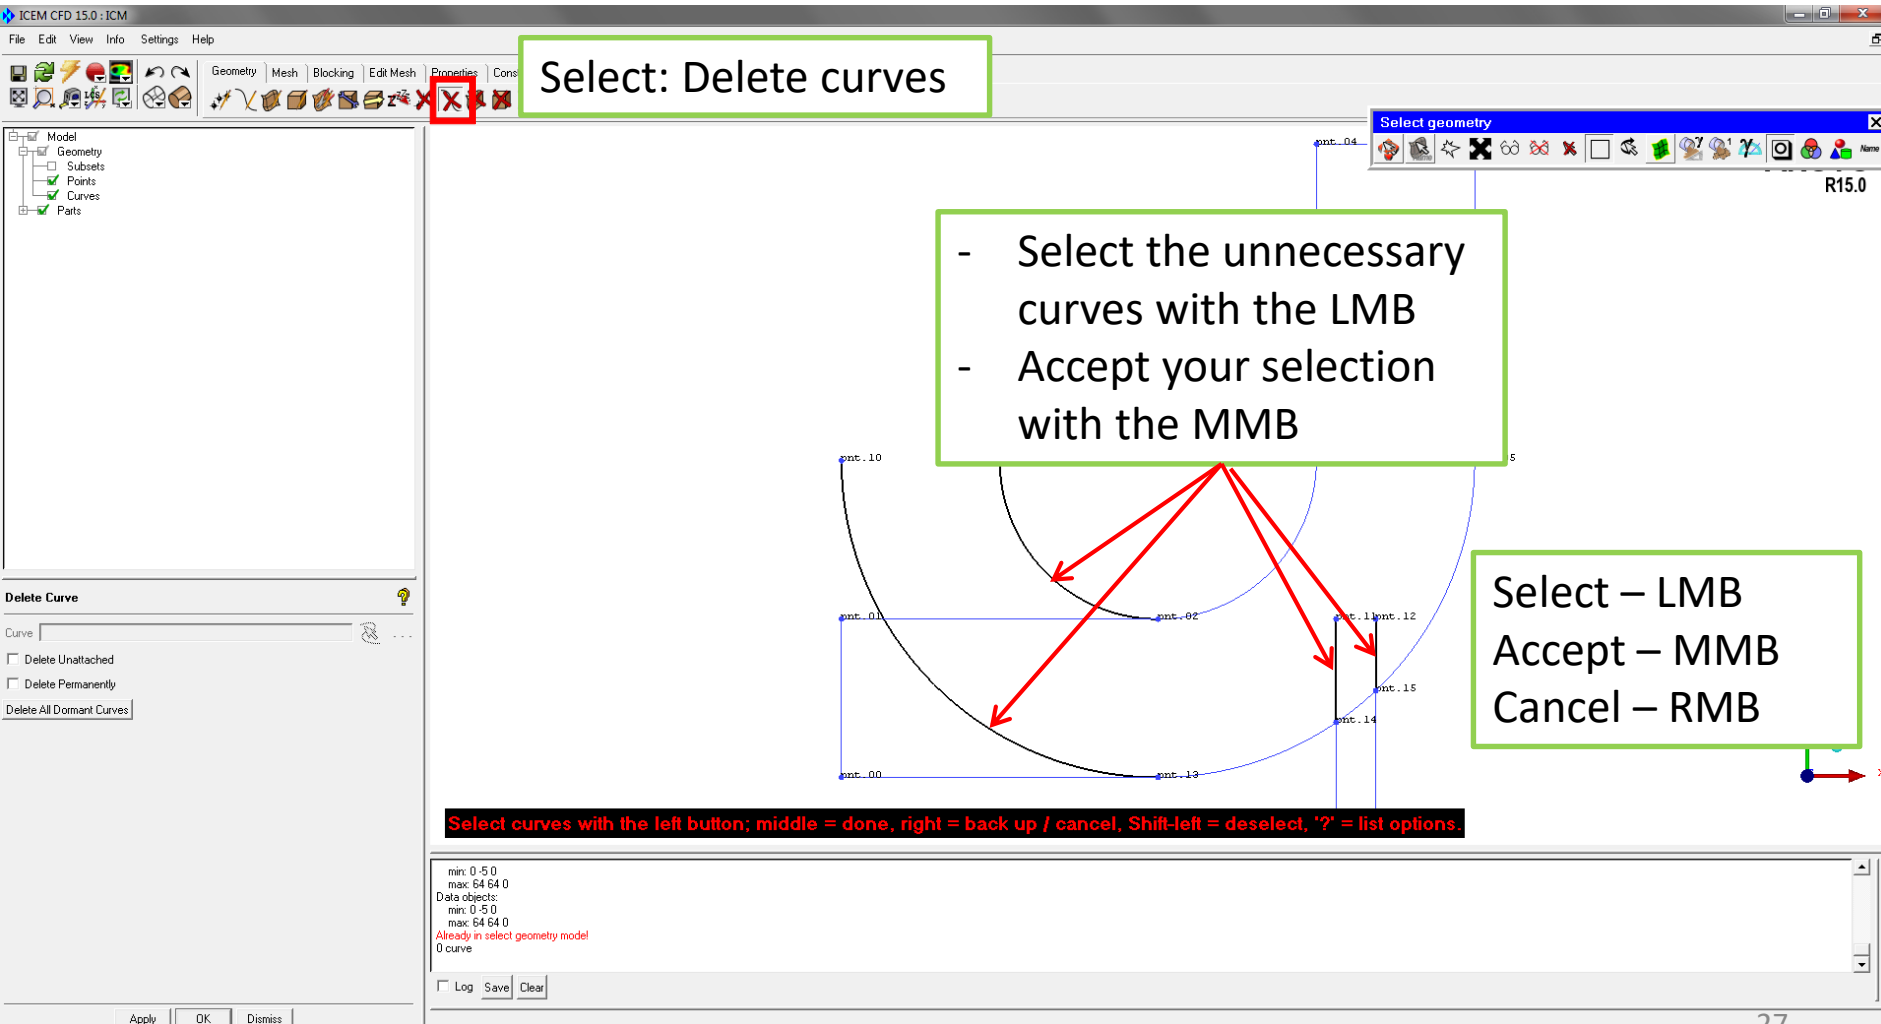 ICEM CFD 15.0 : ICM
File Edit View Info Settings Help
Geometry Mesh Blocking Edit Mesh Properties
Select: Delete curves
Model
Geometry
Subsets
Points
Curves
Parts
Select geometry
Name
R15.0
pnt.04
- Select the unnecessary
curves with the LMB
- Accept your selection
with the MMB
pnt.10
pnt.01
pnt.02
pnt.12
pnt.15
pnt.14
pnt.00
pnt.13
Select – LMB
Accept – MMB
Cancel – RMB
Delete Curve
Curve
Delete Unattached
Delete Permanently
Delete All Dormant Curves
Select curves with the left button; middle = done, right = back up / cancel, Shift-left = deselect, '?' = list options.
min: 0 -5 0
max: 64 64 0
Data objects:
min: 0 -5 0
max: 64 64 0
Already in select geometry mode!
0 curve
Log Save Clear
Apply OK Dismiss
27